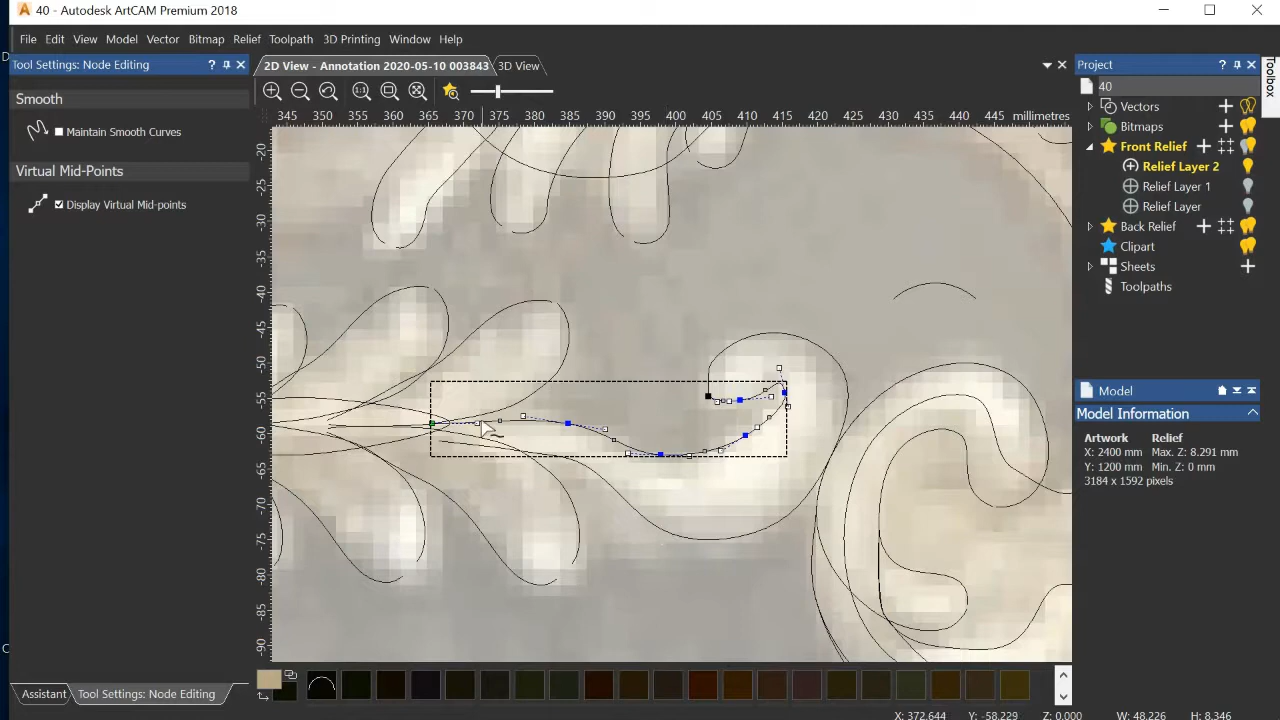 40 - Autodesk ArtCAM Premium 2018
File Edit View Model Vector Bitmap Relief Toolpath 3D Printing Window Help
Tool Settings: Node Editing ?
Smooth
Maintain Smooth Curves
Virtual Mid-Points
Display Virtual Mid-points
2D View - Annotation 2020-05-10 003843 3D View
1:1
345 350 355 360 365 370 375 380 385 390 395 400 405 410 415 420 425 430 435 440 445 millimetres
-20
-25
-30
-35
-40
-45
-50
-55
-60
-65
-70
-75
-80
-85
-90
Project ?
40
Vectors
Bitmaps
Front Relief
Relief Layer 2
Relief Layer 1
Relief Layer
Back Relief
Clipart
Sheets
Toolpaths
Toolbox
Model
Model Information
Artwork Relief
X: 2400 mm Max. Z: 8.291 mm
Y: 1200 mm Min. Z: 0 mm
3184 x 1592 pixels
Assistant Tool Settings: Node Editing
X: 372.644 Y: -58.229 Z: 0.000 W: 48.226 H: 8.346